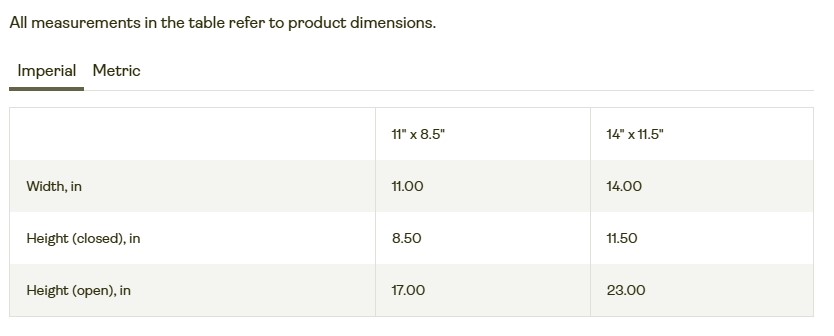 All measurements in the table refer to product dimensions.
Imperial Metric
11" x 8.5" 14" x 11.5"
Width, in 11.00 14.00
Height (closed), in 8.50 11.50
Height (open), in 17.00 23.00